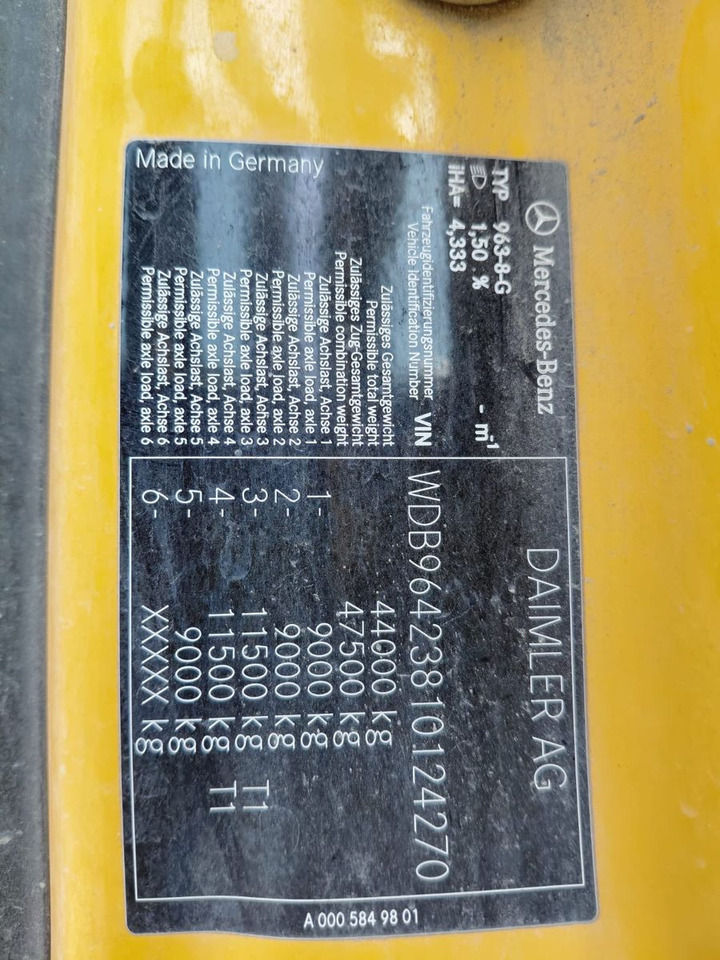 Mercedes-Benz DAIMLER AG
TYP 963-8-G
1,50 % - m-1
iHA= 4,333
Fahrzeugidentifizierungsnummer
Vehicle Identification Number VIN WDB96423810124270
Zulässiges Gesamtgewicht
Permissible total weight 44000 kg
Zulässiges Zug-Gesamtgewicht
Permissible combination weight 47500 kg
Zulässige Achslast, Achse 1
Permissible axle load, axle 1 1- 9000 kg
Zulässige Achslast, Achse 2
Permissible axle load, axle 2 2- 9000 kg
Zulässige Achslast, Achse 3
Permissible axle load, axle 3 3- 11500 kg T1
Zulässige Achslast, Achse 4
Permissible axle load, axle 4 4- 11500 kg T1
Zulässige Achslast, Achse 5
Permissible axle load, axle 5 5- 9000 kg
Zulässige Achslast, Achse 6
Permissible axle load, axle 6 6- XXXXX kg
Made in Germany
A 000 584 98 01